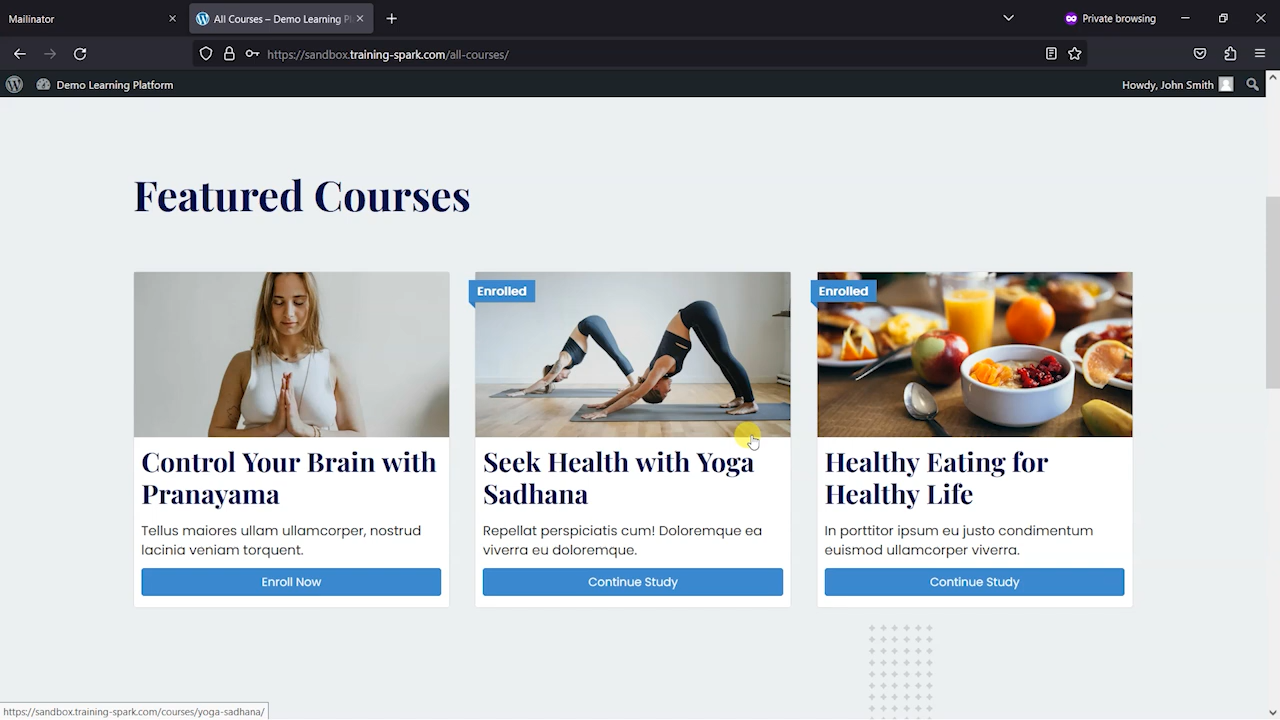 Mailinator
All Courses – Demo Learning Pl
Private browsing
https://sandbox.training-spark.com/all-courses/
Demo Learning Platform
Howdy, John Smith
Featured Courses
Enrolled
Enrolled
Control Your Brain with
Pranayama
Tellus maiores ullam ullamcorper, nostrud
lacinia veniam torquent.
Enroll Now
Seek Health with Yoga
Sadhana
Repellat perspiciatis cum! Doloremque ea
viverra eu doloremque.
Continue Study
Healthy Eating for
Healthy Life
In porttitor ipsum eu justo condimentum
euismod ullamcorper viverra.
Continue Study
https://sandbox.training-spark.com/courses/yoga-sadhana/